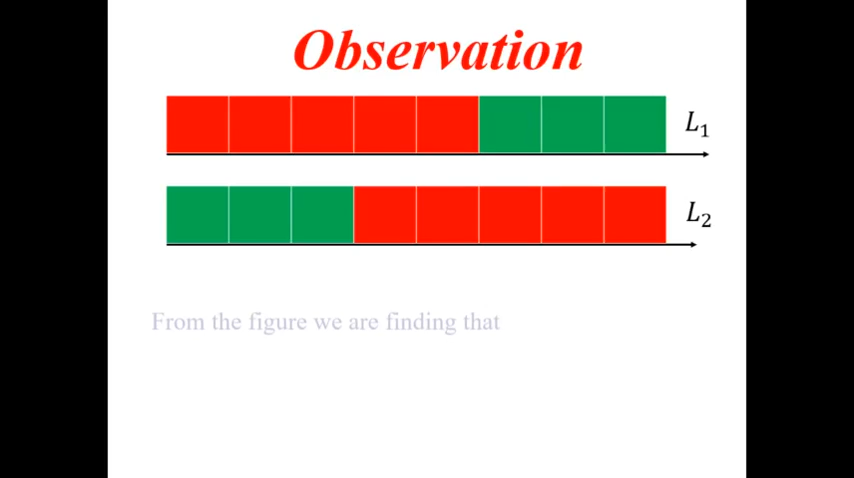 Observation
L₁
L₂
From the figure we are finding that